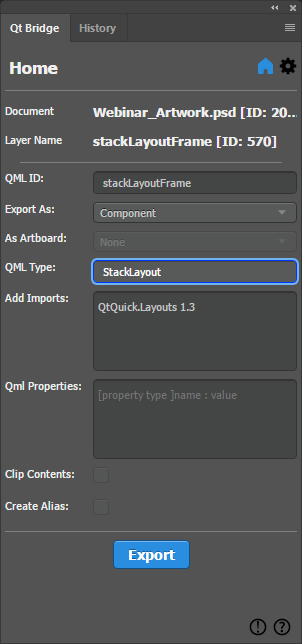 Qt Bridge History
Home
Document Webinar_Artwork.psd [ID: 20...
Layer Name stackLayoutFrame [ID: 570]
QML ID: stackLayoutFrame
Export As: Component
As Artboard: None
QML Type: StackLayout
Add Imports: QtQuick.Layouts 1.3
Qml Properties: [property type ]name : value
Clip Contents:
Create Alias:
Export